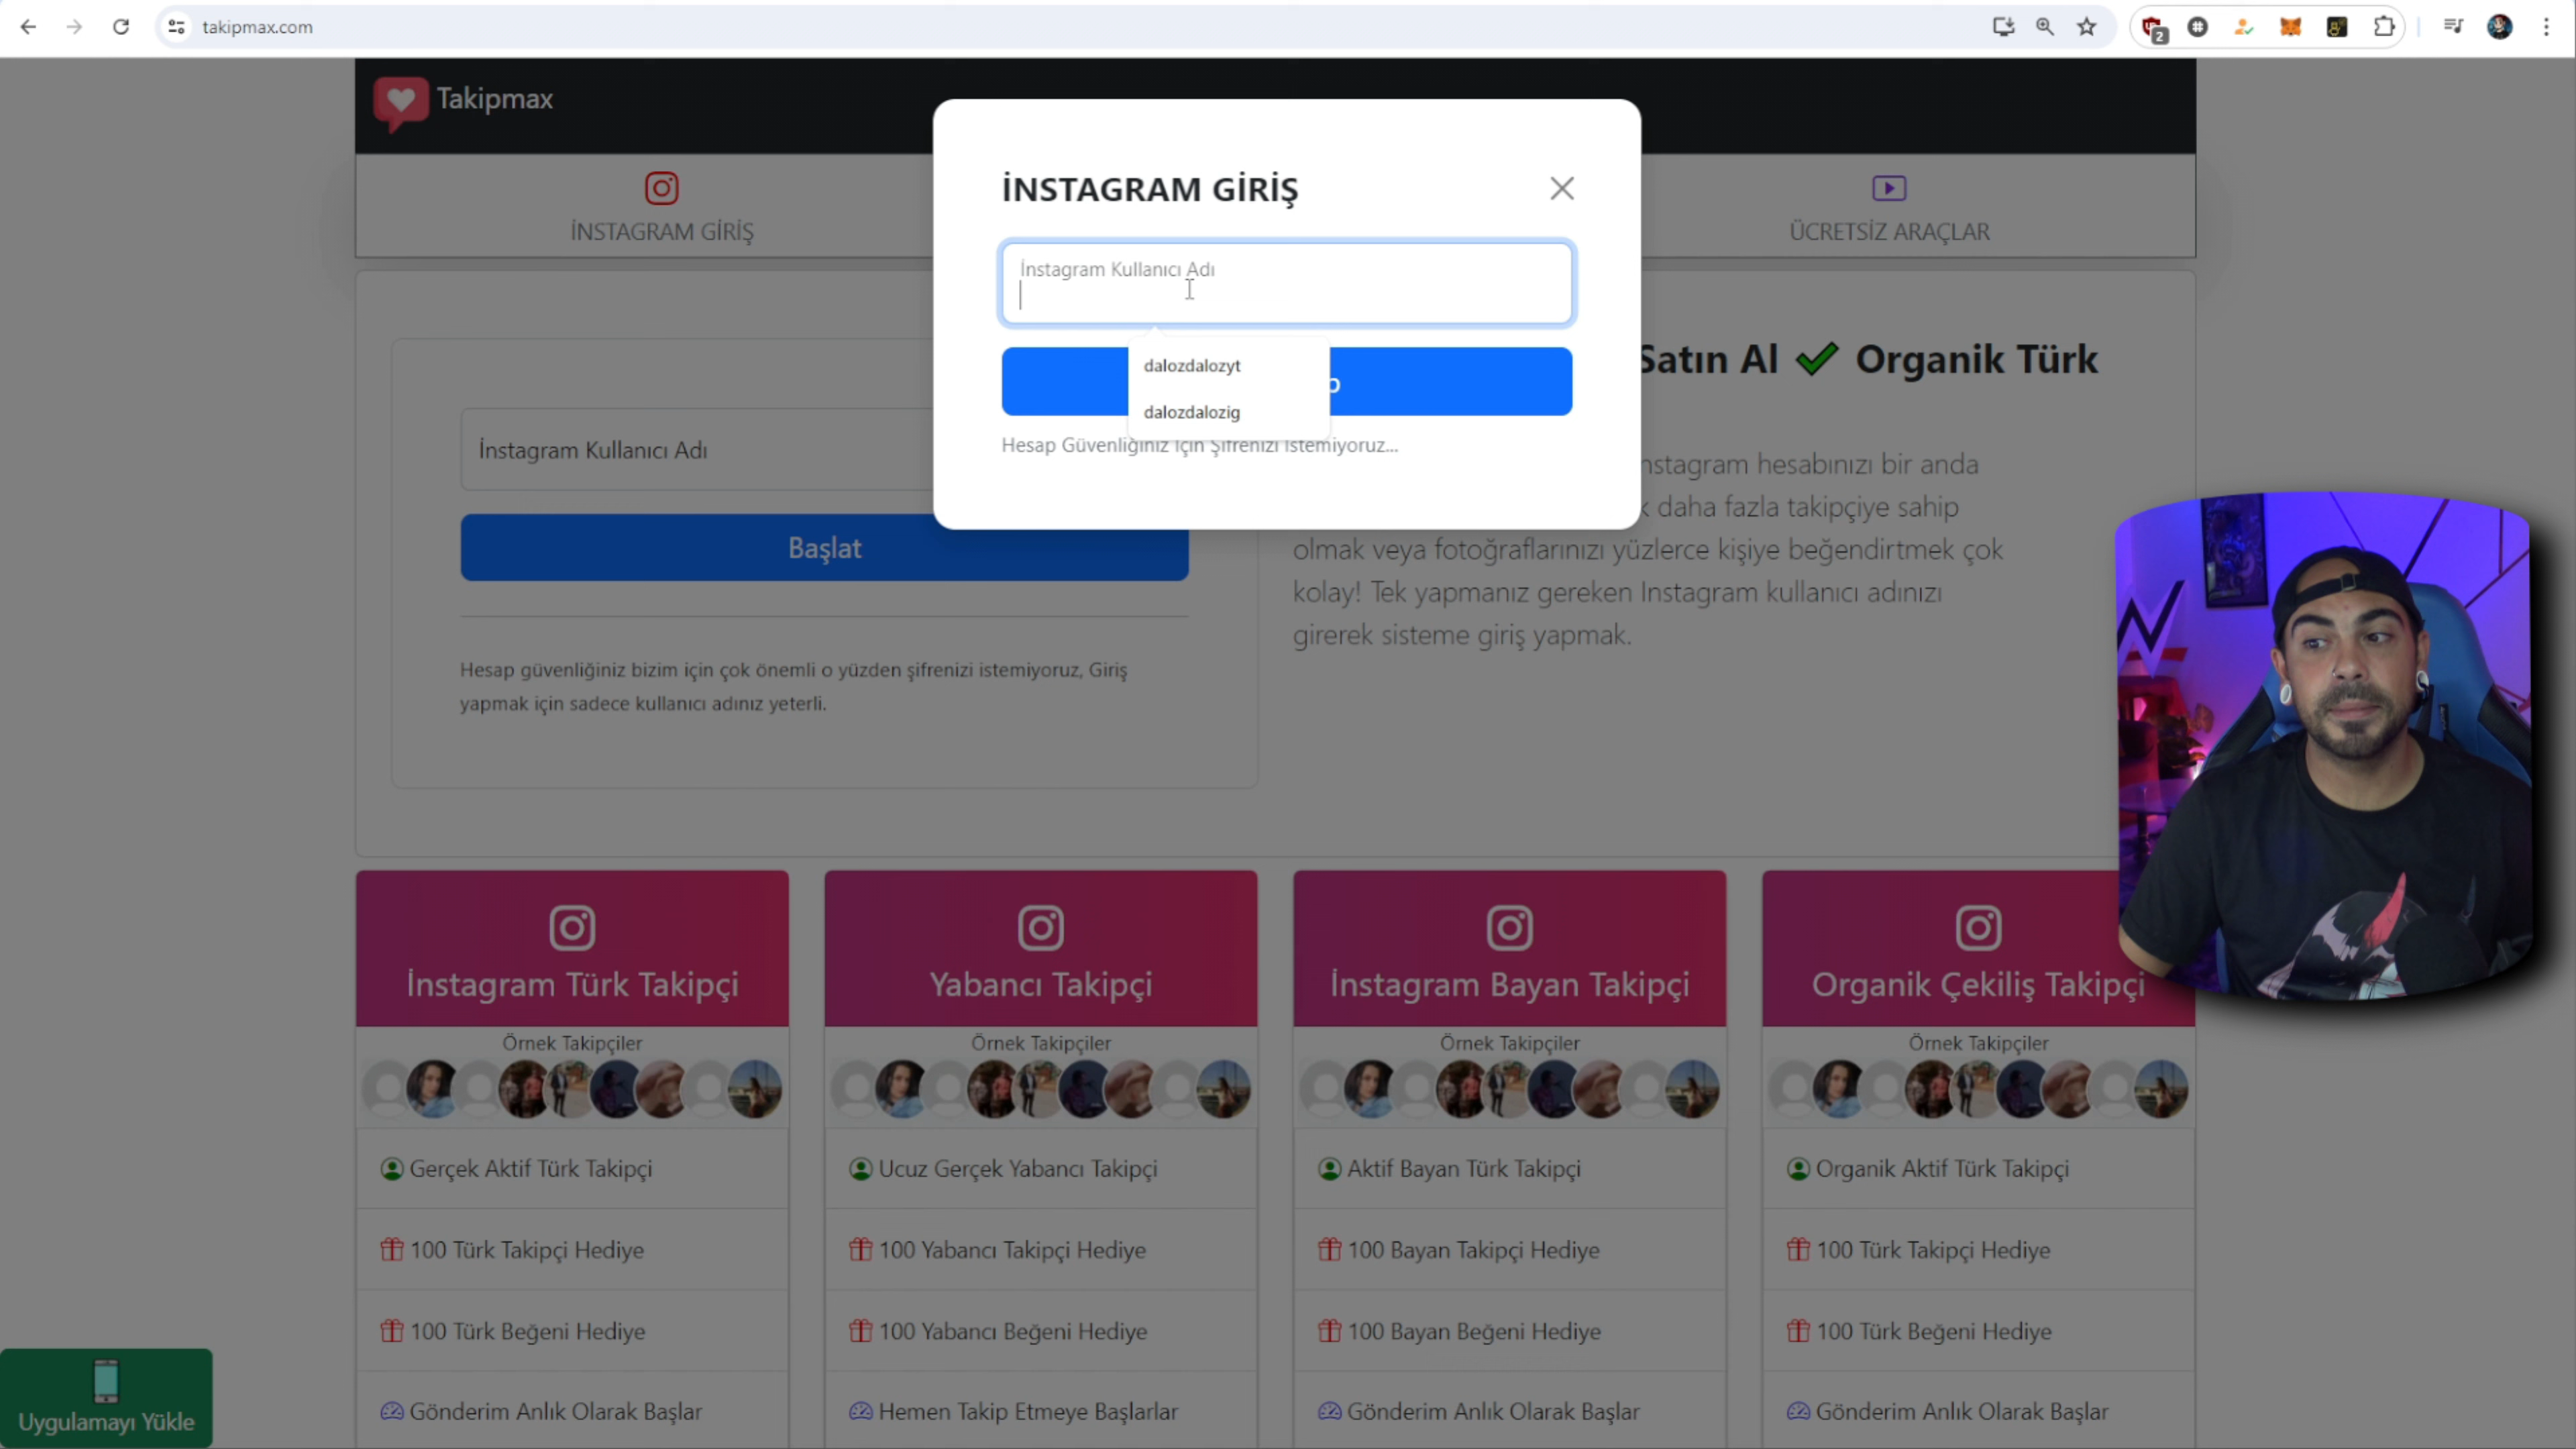 takipmax.com
2
Takipmax
İNSTAGRAM GİRİŞ
ÜCRETSİZ ARAÇLAR
İNSTAGRAM GİRİŞ
İnstagram Kullanıcı Adı
dalozdalozyt
dalozdalozig
Hesap Güvenliğiniz İçin Şifrenizi İstemiyoruz...
İnstagram Kullanıcı Adı
Başlat
Hesap güvenliğiniz bizim için çok önemli o yüzden şifrenizi istemiyoruz, Giriş
yapmak için sadece kullanıcı adınız yeterli.
Satın Al ✔ Organik Türk
nstagram hesabınızı bir anda
k daha fazla takipçiye sahip
olmak veya fotoğraflarınızı yüzlerce kişiye beğendirtmek çok
kolay! Tek yapmanız gereken Instagram kullanıcı adınızı
girerek sisteme giriş yapmak.
İnstagram Türk Takipçi
Örnek Takipçiler
Gerçek Aktif Türk Takipçi
100 Türk Takipçi Hediye
100 Türk Beğeni Hediye
Gönderim Anlık Olarak Başlar
Yabancı Takipçi
Örnek Takipçiler
Ucuz Gerçek Yabancı Takipçi
100 Yabancı Takipçi Hediye
100 Yabancı Beğeni Hediye
Hemen Takip Etmeye Başlarlar
İnstagram Bayan Takipçi
Örnek Takipçiler
Aktif Bayan Türk Takipçi
100 Bayan Takipçi Hediye
100 Bayan Beğeni Hediye
Gönderim Anlık Olarak Başlar
Organik Çekiliş Takipçi
Örnek Takipçiler
Organik Aktif Türk Takipçi
100 Türk Takipçi Hediye
100 Türk Beğeni Hediye
Gönderim Anlık Olarak Başlar
Uygulamayı Yükle